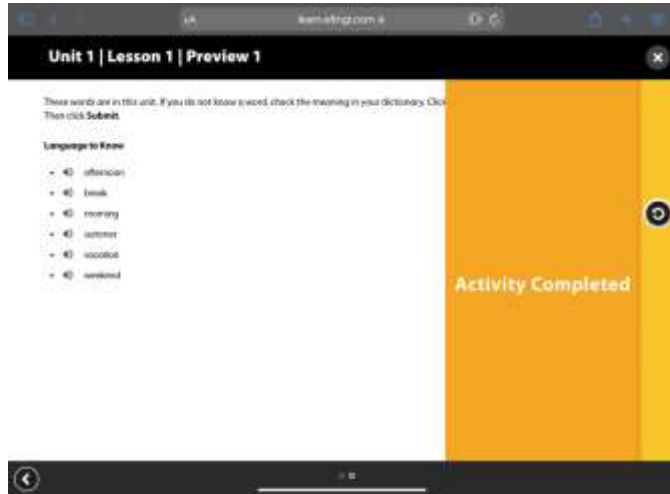 Unit 1 | Lesson 1 | Preview 1
These words are in this unit. If you do not know a word, check the meaning in your dictionary. Clic
Then click Submit.
Language to Know
afternoon
break
morning
summer
vacation
weekend
Activity Completed